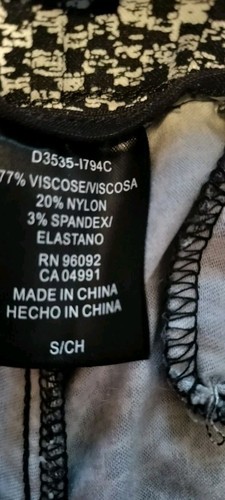 D3535-I794C
77% VISCOSE/VISCOSA
20% NYLON
3% SPANDEX/
ELASTANO
RN 96092
CA 04991
MADE IN CHINA
HECHO IN CHINA
S/CH